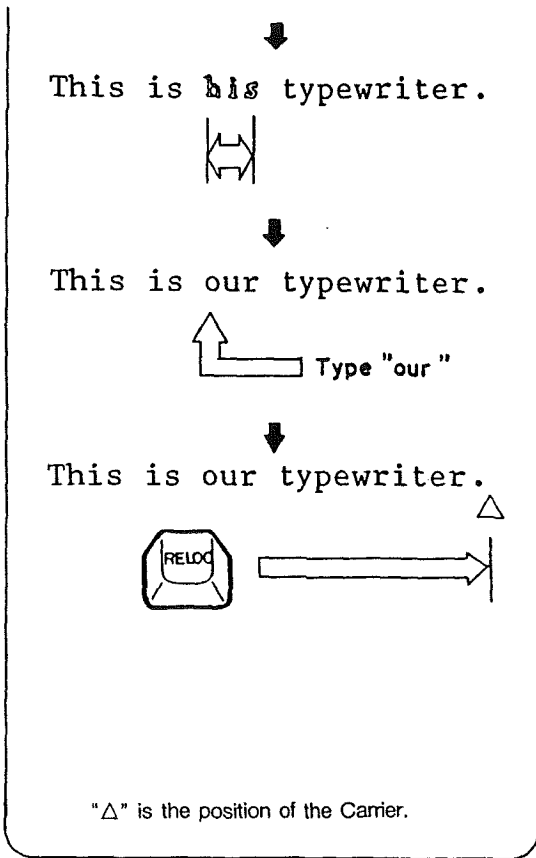 This is his typewriter.
This is our typewriter.
Type "our"
This is our typewriter.
△
RELOC
"△" is the position of the Carrier.